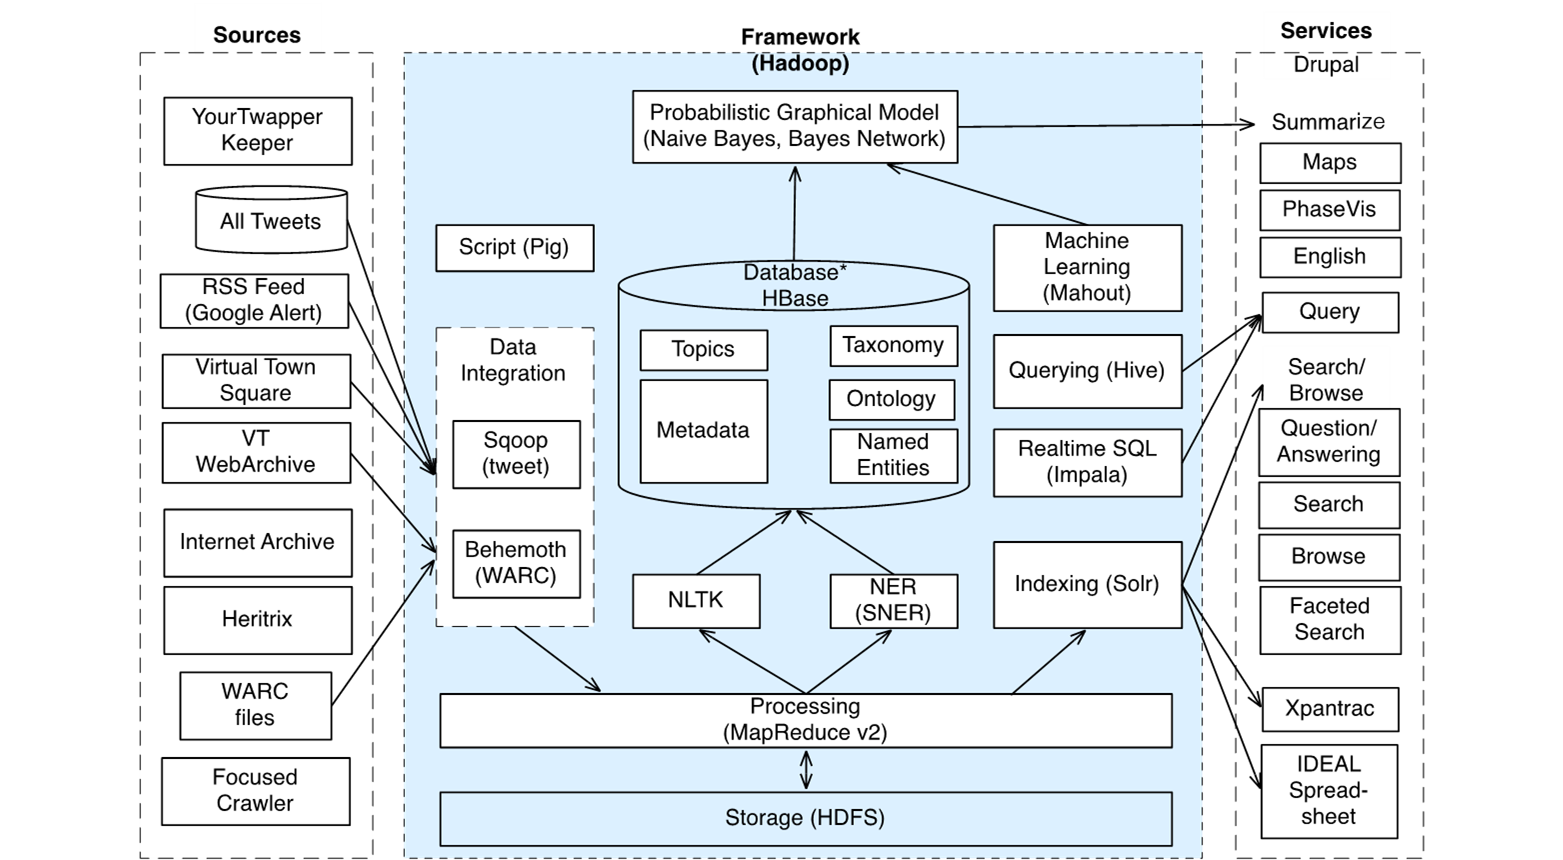 Sources
YourTwapper
Keeper
All Tweets
RSS Feed
(Google Alert)
Virtual Town
Square
VT
WebArchive
Internet Archive
Heritrix
WARC
files
Focused
Crawler
Framework
(Hadoop)
Probabilistic Graphical Model
(Naive Bayes, Bayes Network)
Script (Pig)
Data
Integration
Sqoop
(tweet)
Behemoth
(WARC)
Database*
HBase
Topics
Metadata
Taxonomy
Ontology
Named
Entities
Machine
Learning
(Mahout)
Querying (Hive)
Realtime SQL
(Impala)
NLTK
NER
(SNER)
Indexing (Solr)
Processing
(MapReduce v2)
Storage (HDFS)
Services
Drupal
Summarize
Maps
PhaseVis
English
Query
Search/
Browse
Question/
Answering
Search
Browse
Faceted
Search
Xpantrac
IDEAL
Spread-
sheet